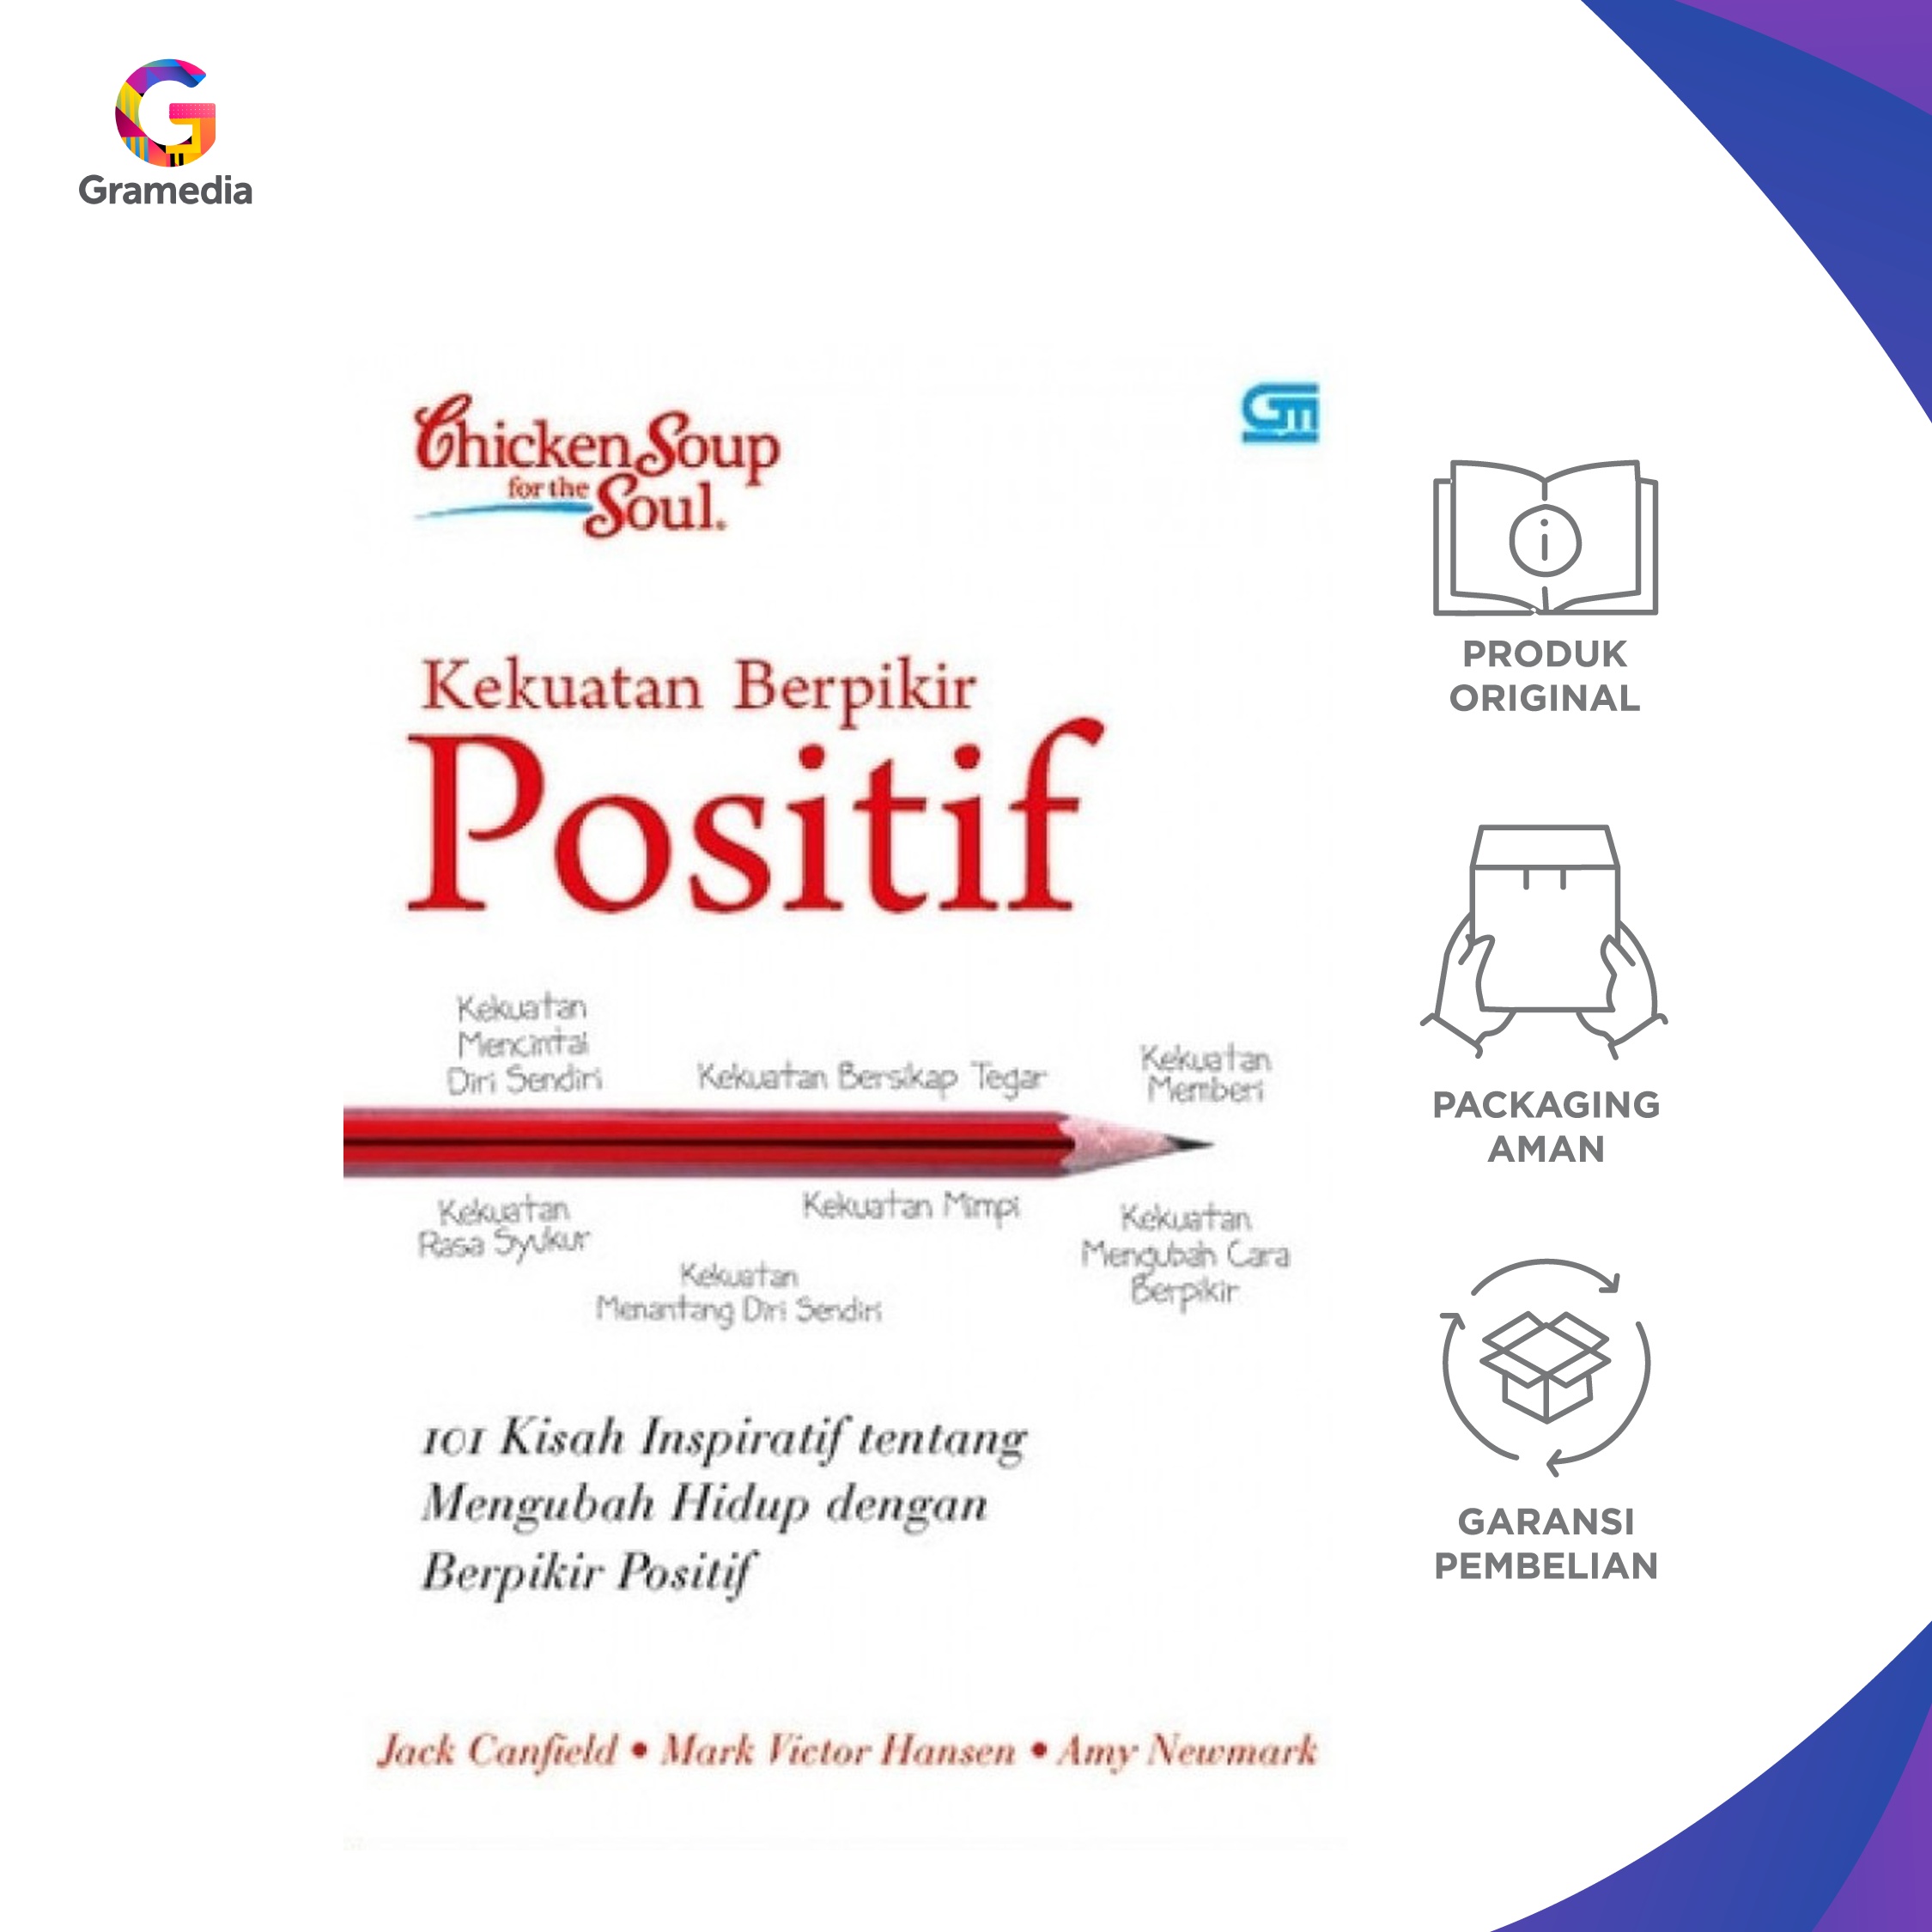 Gramedia
Chicken Soup
for the
Soul.
GM
Kekuatan Berpikir
Positif
Kekuatan
Mencintai
Diri Sendiri
Kekuatan Bersikap Tegar
Kekuatan
Memberi
Kekuatan
Rasa Syukur
Kekuatan Mimpi
Kekuatan
Menantang Diri Sendiri
Kekuatan
Mengubah Cara
Berpikir
101 Kisah Inspiratif tentang
Mengubah Hidup dengan
Berpikir Positif
Jack Canfield • Mark Victor Hansen • Amy Newmark
PRODUK
ORIGINAL
PACKAGING
AMAN
GARANSI
PEMBELIAN